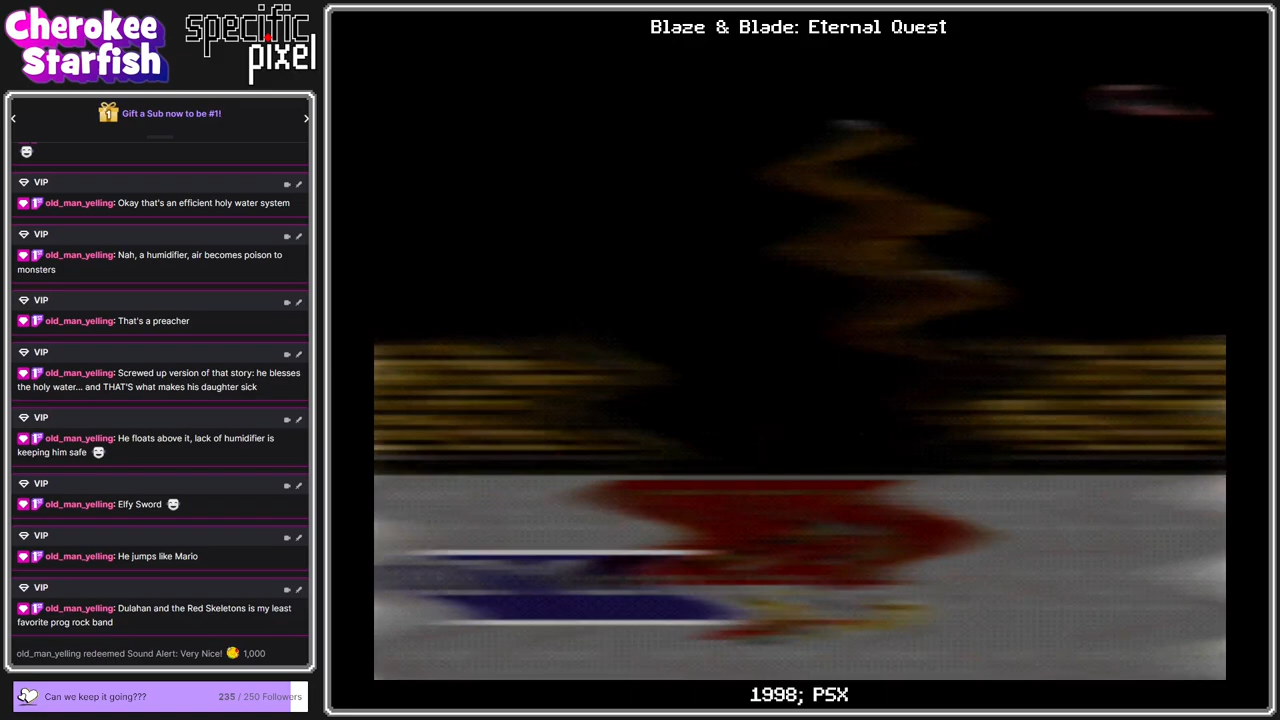 Cherokee
Starfish
specific
pixel
Blaze & Blade: Eternal Quest
1
Gift a Sub now to be #1!
VIP
old_man_yelling: Okay that's an efficient holy water system
VIP
old_man_yelling: Nah, a humidifier, air becomes poison to
monsters
VIP
old_man_yelling: That's a preacher
VIP
old_man_yelling: Screwed up version of that story: he blesses
the holy water... and THAT'S what makes his daughter sick
VIP
old_man_yelling: He floats above it, lack of humidifier is
keeping him safe
VIP
old_man_yelling: Elfy Sword
VIP
old_man_yelling: He jumps like Mario
VIP
old_man_yelling: Dulahan and the Red Skeletons is my least
favorite prog rock band
old_man_yelling redeemed Sound Alert: Very Nice! 1,000
Can we keep it going??? 235 / 250 Followers
1998; PSX